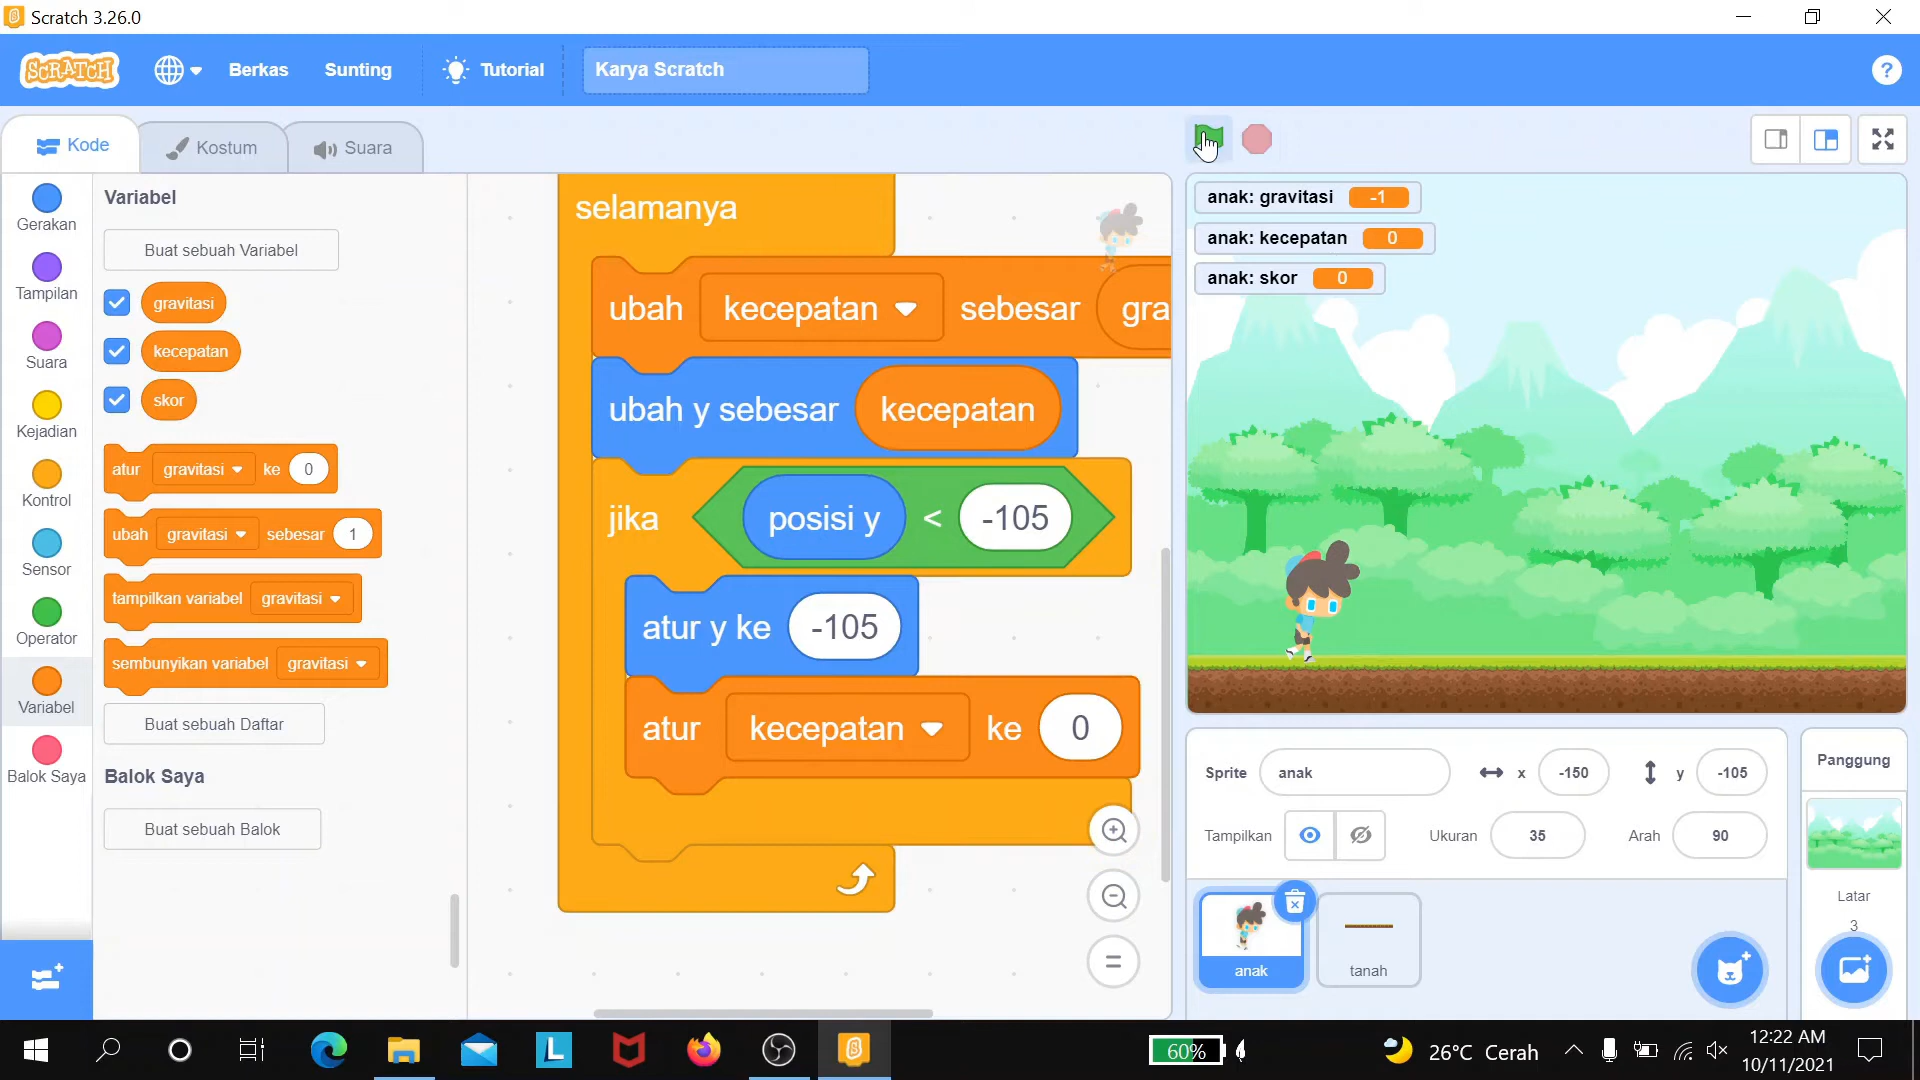 Scratch 3.26.0
SCRATCH
Berkas
Sunting
Tutorial
Karya Scratch
?
Kode
Kostum
Suara
Gerakan
Tampilan
Suara
Kejadian
Kontrol
Sensor
Operator
Variabel
Balok Saya
Variabel
Buat sebuah Variabel
gravitasi
kecepatan
skor
atur gravitasi ke 0
ubah gravitasi sebesar 1
tampilkan variabel gravitasi
sembunyikan variabel gravitasi
Buat sebuah Daftar
Balok Saya
Buat sebuah Balok
selamanya
ubah kecepatan sebesar gra
ubah y sebesar kecepatan
jika posisi y < -105
atur y ke -105
atur kecepatan ke 0
anak: gravitasi -1
anak: kecepatan 0
anak: skor 0
Sprite anak x -150 y -105
Tampilkan Ukuran 35 Arah 90
anak
tanah
Panggung
Latar
3
60%
26°C Cerah
12:22 AM
10/11/2021